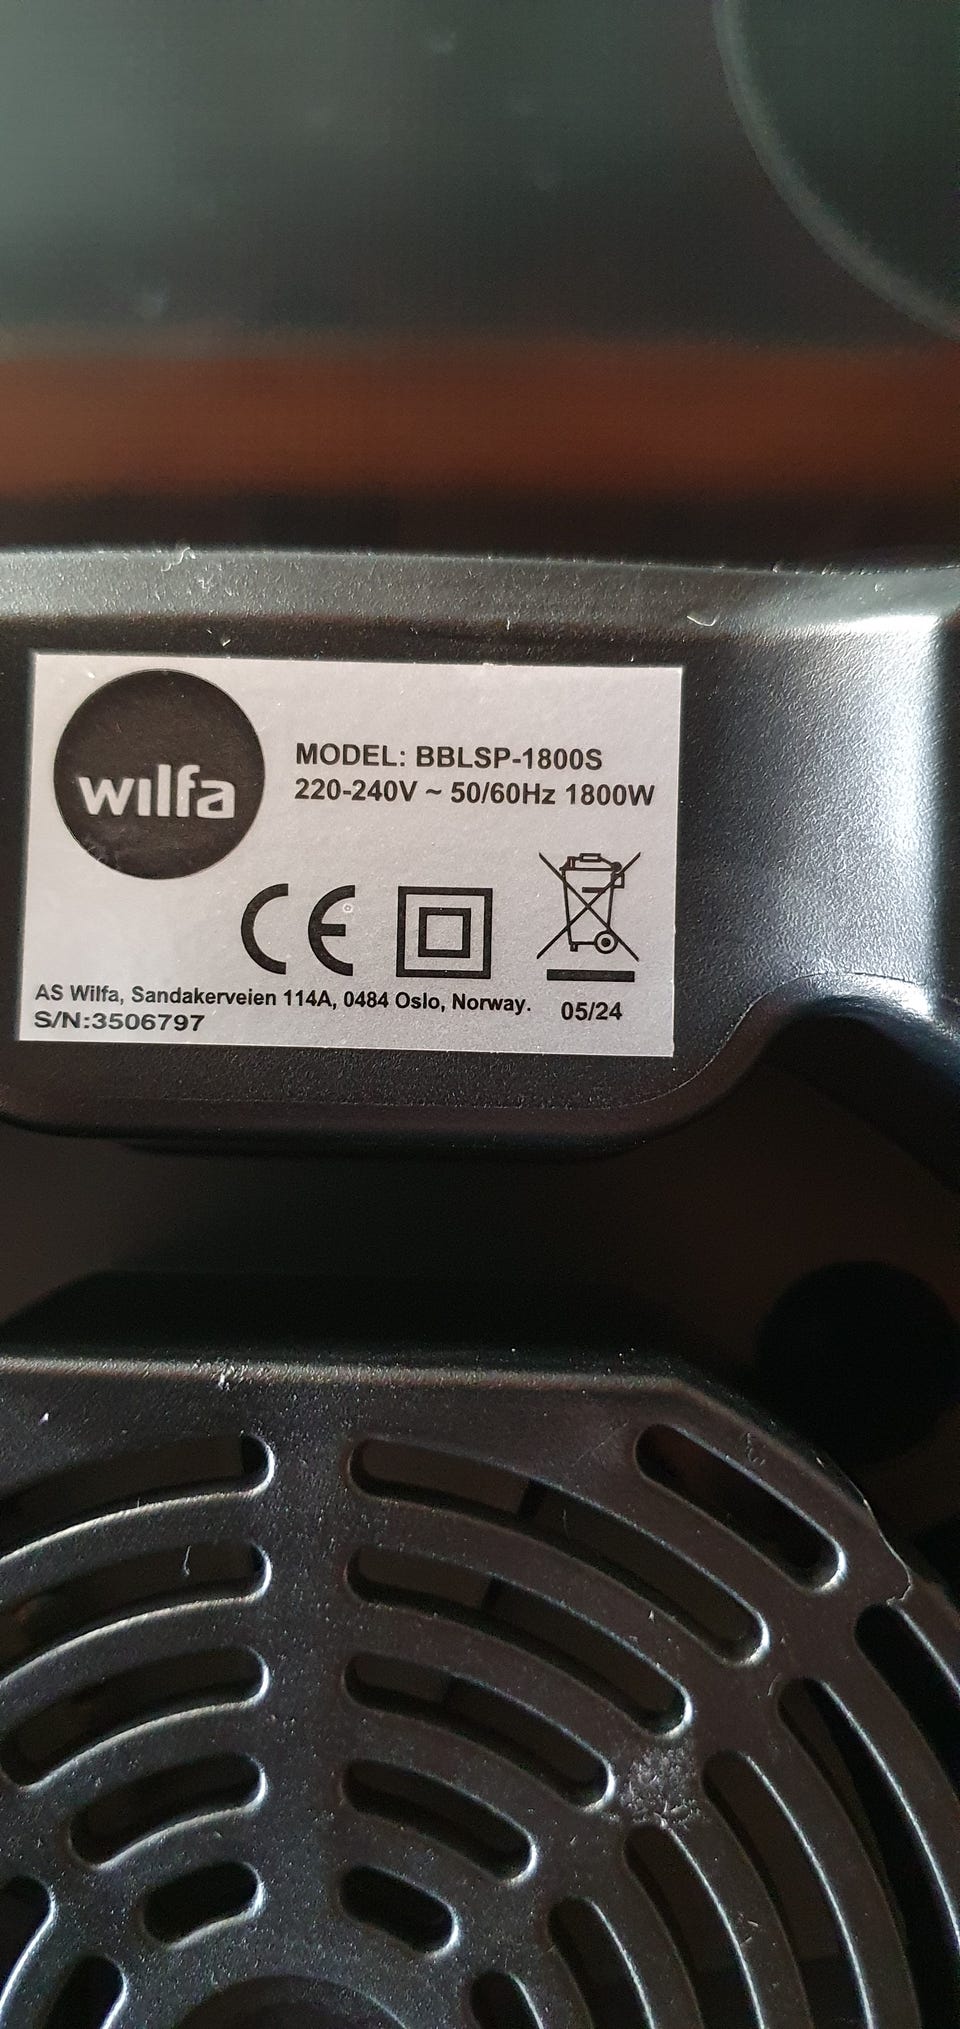 wilfa
MODEL: BBLSP-1800S
220-240V ~ 50/60Hz 1800W
CE
AS Wilfa, Sandakerveien 114A, 0484 Oslo, Norway.
05/24
S/N:3506797